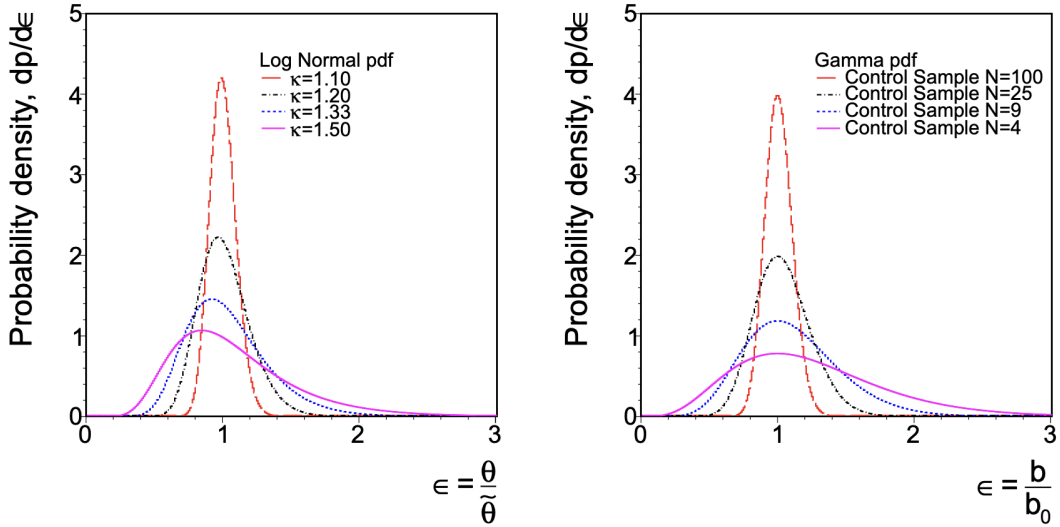 Probability density, dp/dϵ
5
4
3
2
1
0
Log Normal pdf
κ=1.10
κ=1.20
κ=1.33
κ=1.50
0 1 2 3
ϵ = θ/θ̃
Probability density, dp/dϵ
5
4
3
2
1
0
Gamma pdf
Control Sample N=100
Control Sample N=25
Control Sample N=9
Control Sample N=4
0 1 2 3
ϵ = b/b₀